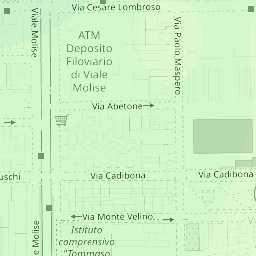 Via Cesare Lombroso
Viale Molise
Via Paolo Maspero
ATM
Deposito
Filoviario
di Viale
Molise
Via Abetone
uschi
Via Cadibona
Via Cadibona
Via Monte Velino
e Molise
Istituto
comprensivo
"Tommaso